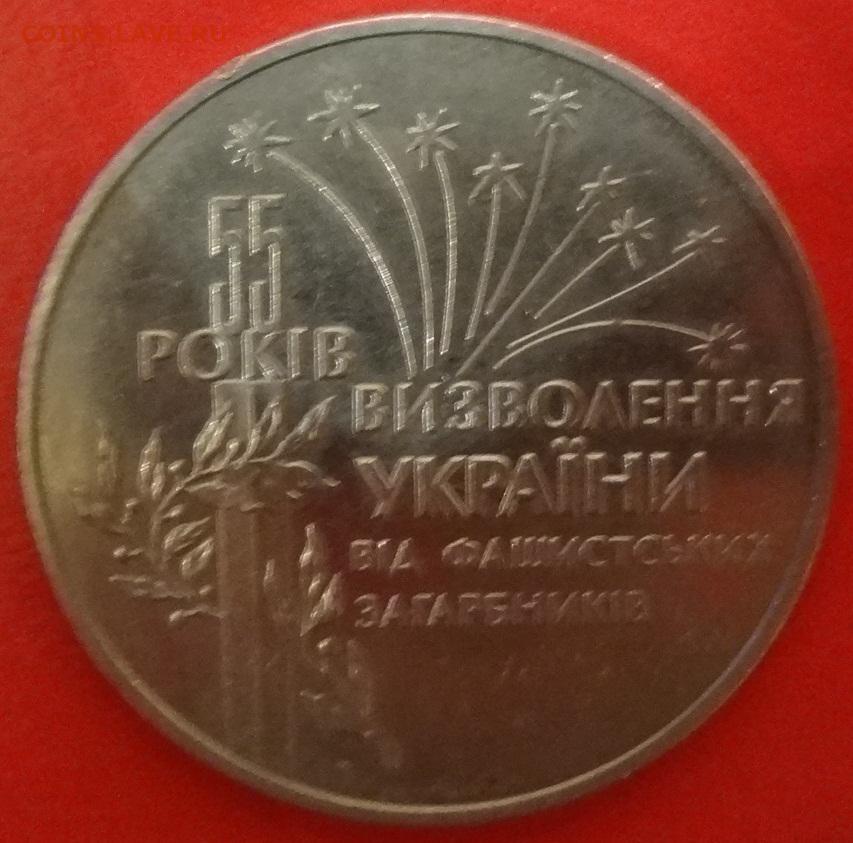 COINS.LAVE.RU
55
РОКІВ
ВИЗВОЛЕННЯ
УКРАЇНИ
ВІД ФАШИСТСЬКИХ
ЗАГАРБНИКІВ